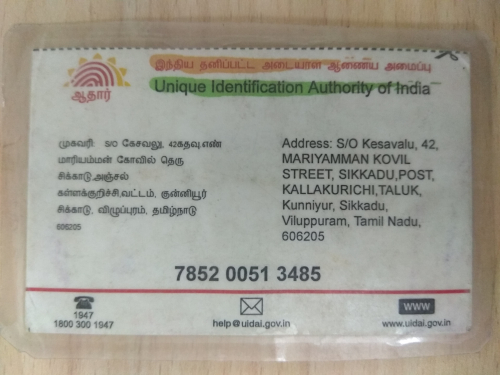 இந்திய தனிப்பட்ட அடையாள ஆணைய அமைப்பு
Unique Identification Authority of India
ஆதார்
முகவரி: S/O கேசவலு, 42கதவு.எண்
மாரியம்மன் கோவில் தெரு
சிக்காடு,அஞ்சல்
கள்ளக்குறிச்சி,வட்டம், குன்னியூர்
சிக்காடு, விழுப்புரம், தமிழ்நாடு
606205
Address: S/O Kesavalu, 42,
MARIYAMMAN KOVIL
STREET, SIKKADU,POST,
KALLAKURICHI,TALUK,
Kunniyur, Sikkadu,
Viluppuram, Tamil Nadu,
606205
7852 0051 3485
1947
1800 300 1947
help@uidai.gov.in
www
www.uidai.gov.in